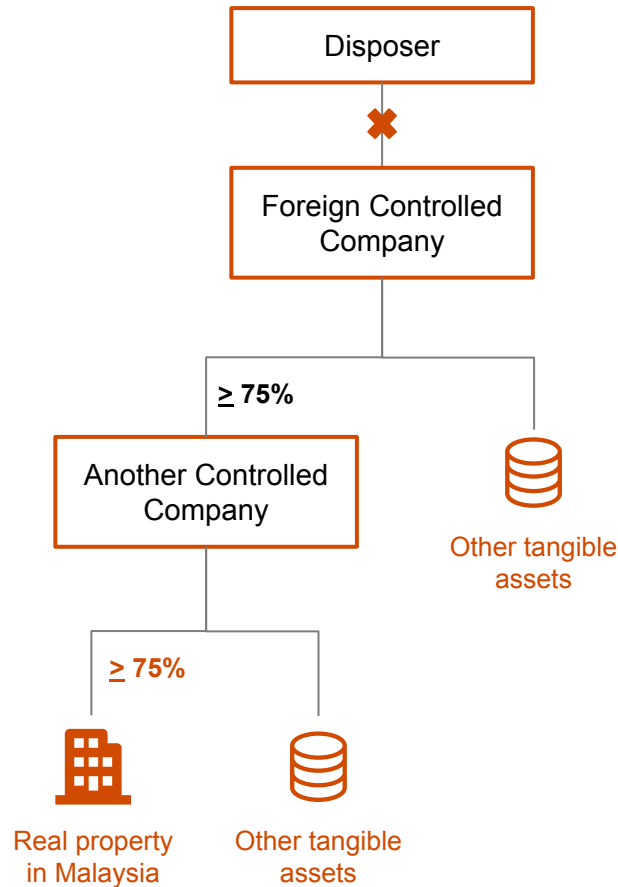 Disposer
Foreign Controlled
Company
≥ 75%
Another Controlled
Company
Other tangible
assets
≥ 75%
Real property
in Malaysia
Other tangible
assets